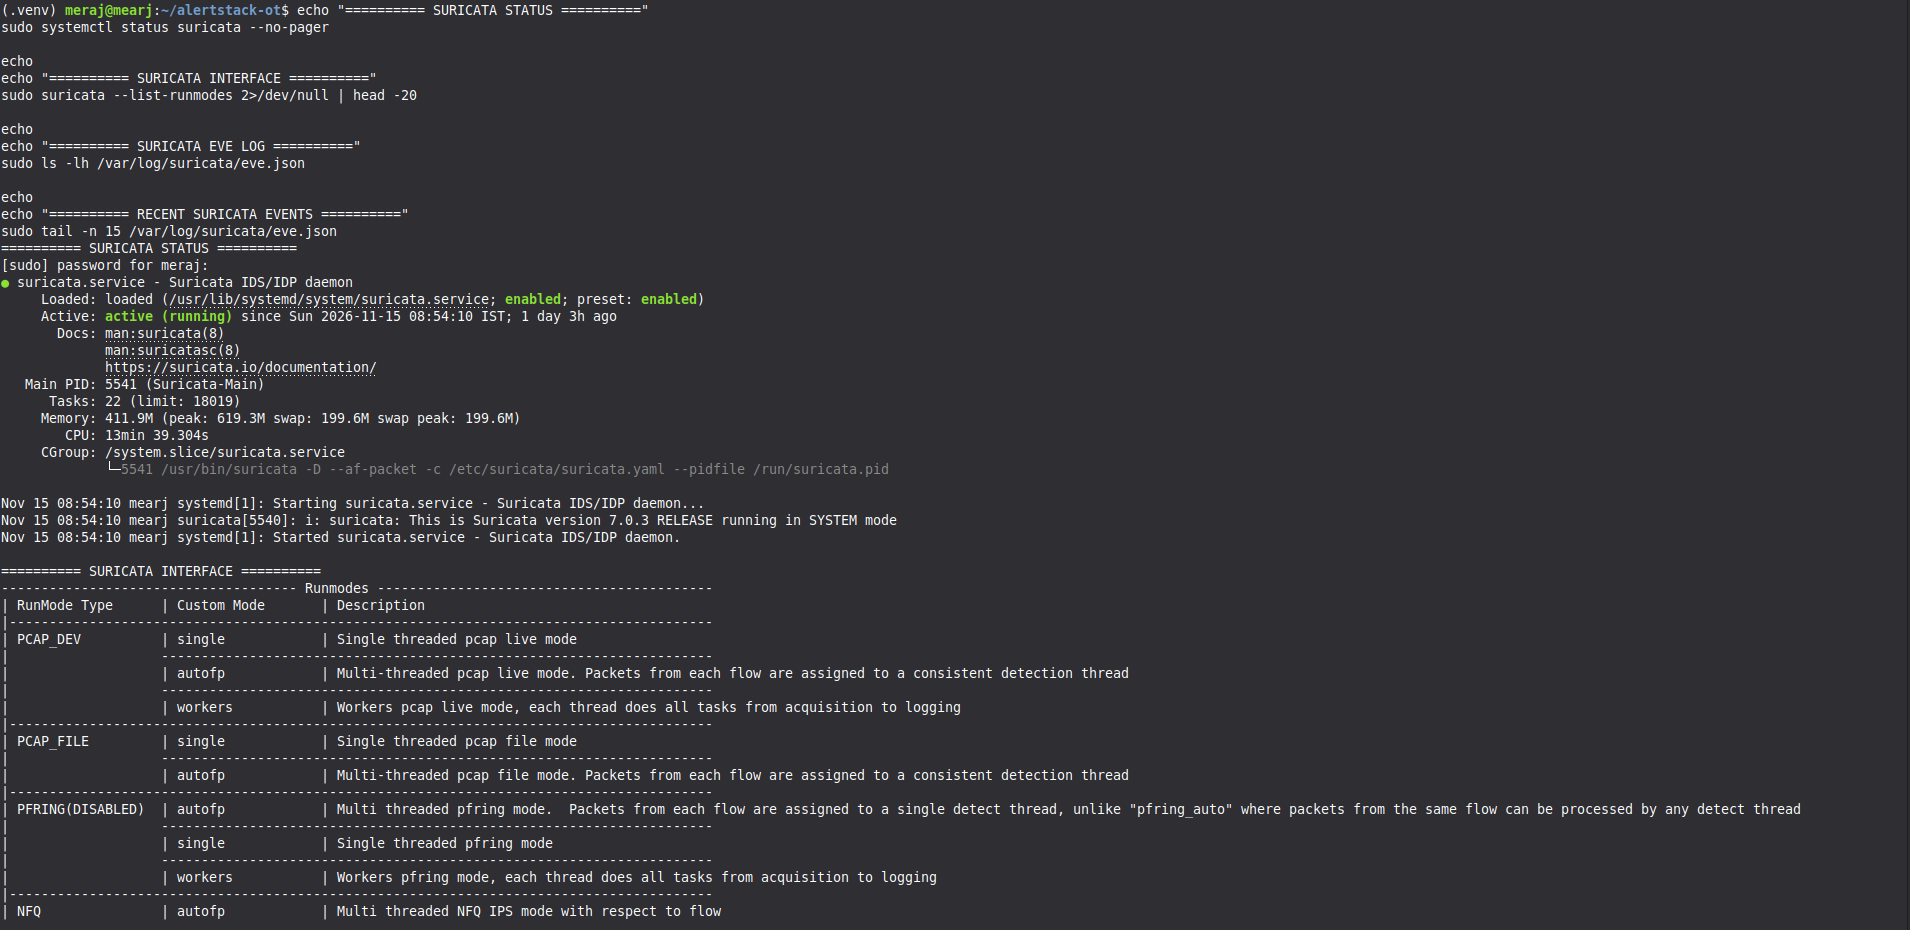 (.venv) meraj@mearj:~/alertstack-ot$ echo "========== SURICATA STATUS =========="
sudo systemctl status suricata --no-pager

echo
echo "========== SURICATA INTERFACE =========="
sudo suricata --list-runmodes 2>/dev/null | head -20

echo
echo "========== SURICATA EVE LOG =========="
sudo ls -lh /var/log/suricata/eve.json

echo
echo "========== RECENT SURICATA EVENTS =========="
sudo tail -n 15 /var/log/suricata/eve.json
========== SURICATA STATUS ==========
[sudo] password for meraj:
● suricata.service - Suricata IDS/IDP daemon
     Loaded: loaded (/usr/lib/systemd/system/suricata.service; enabled; preset: enabled)
     Active: active (running) since Sun 2026-11-15 08:54:10 IST; 1 day 3h ago
       Docs: man:suricata(8)
             man:suricatasc(8)
             https://suricata.io/documentation/
   Main PID: 5541 (Suricata-Main)
      Tasks: 22 (limit: 18019)
     Memory: 411.9M (peak: 619.3M swap: 199.6M swap peak: 199.6M)
        CPU: 13min 39.304s
     CGroup: /system.slice/suricata.service
             └─5541 /usr/bin/suricata -D --af-packet -c /etc/suricata/suricata.yaml --pidfile /run/suricata.pid

Nov 15 08:54:10 mearj systemd[1]: Starting suricata.service - Suricata IDS/IDP daemon...
Nov 15 08:54:10 mearj suricata[5540]: i: suricata: This is Suricata version 7.0.3 RELEASE running in SYSTEM mode
Nov 15 08:54:10 mearj systemd[1]: Started suricata.service - Suricata IDS/IDP daemon.

========== SURICATA INTERFACE ==========
------------------------------------- Runmodes ------------------------------------------
| RunMode Type      | Custom Mode       | Description
|----------------------------------------------------------------------------------------
| PCAP_DEV          | single            | Single threaded pcap live mode
|                   ---------------------------------------------------------------------
|                   | autofp            | Multi-threaded pcap live mode. Packets from each flow are assigned to a consistent detection thread
|                   ---------------------------------------------------------------------
|                   | workers           | Workers pcap live mode, each thread does all tasks from acquisition to logging
|----------------------------------------------------------------------------------------
| PCAP_FILE         | single            | Single threaded pcap file mode
|                   ---------------------------------------------------------------------
|                   | autofp            | Multi-threaded pcap file mode. Packets from each flow are assigned to a consistent detection thread
|----------------------------------------------------------------------------------------
| PFRING(DISABLED)  | autofp            | Multi threaded pfring mode.  Packets from each flow are assigned to a single detect thread, unlike "pfring_auto" where packets from the same flow can be processed by any detect thread
|                   ---------------------------------------------------------------------
|                   | single            | Single threaded pfring mode
|                   ---------------------------------------------------------------------
|                   | workers           | Workers pfring mode, each thread does all tasks from acquisition to logging
|----------------------------------------------------------------------------------------
| NFQ               | autofp            | Multi threaded NFQ IPS mode with respect to flow